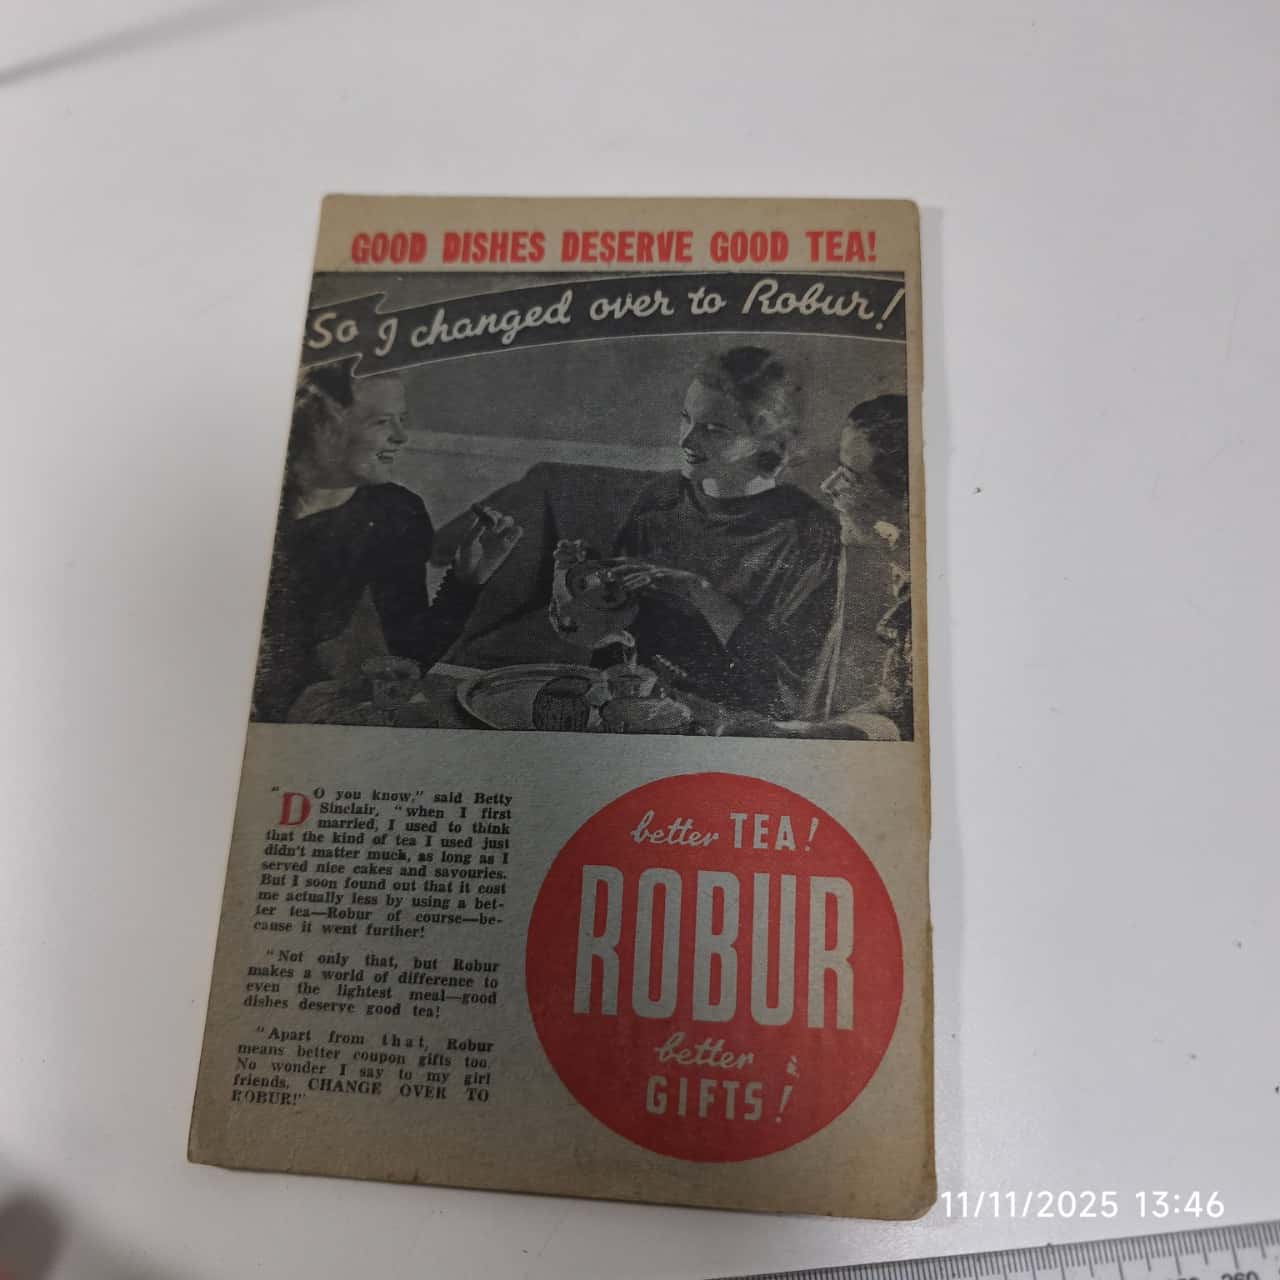 GOOD DISHES DESERVE GOOD TEA!
So I changed over to Robur!
"DO you know," said Betty
Sinclair, "when I first
married, I used to think
that the kind of tea I used just
didn't matter much, as long as I
served nice cakes and savouries.
But I soon found out that it cost
me actually less by using a bet-
ter tea—Robur of course—be-
cause it went further!
"Not only that, but Robur
makes a world of difference to
even the lightest meal—good
dishes deserve good tea!
"Apart from that, Robur
means better coupon gifts too.
No wonder I say to my girl
friends, CHANGE OVER TO
ROBUR!"
better TEA!
ROBUR
better
GIFTS!
11/11/2025 13:46